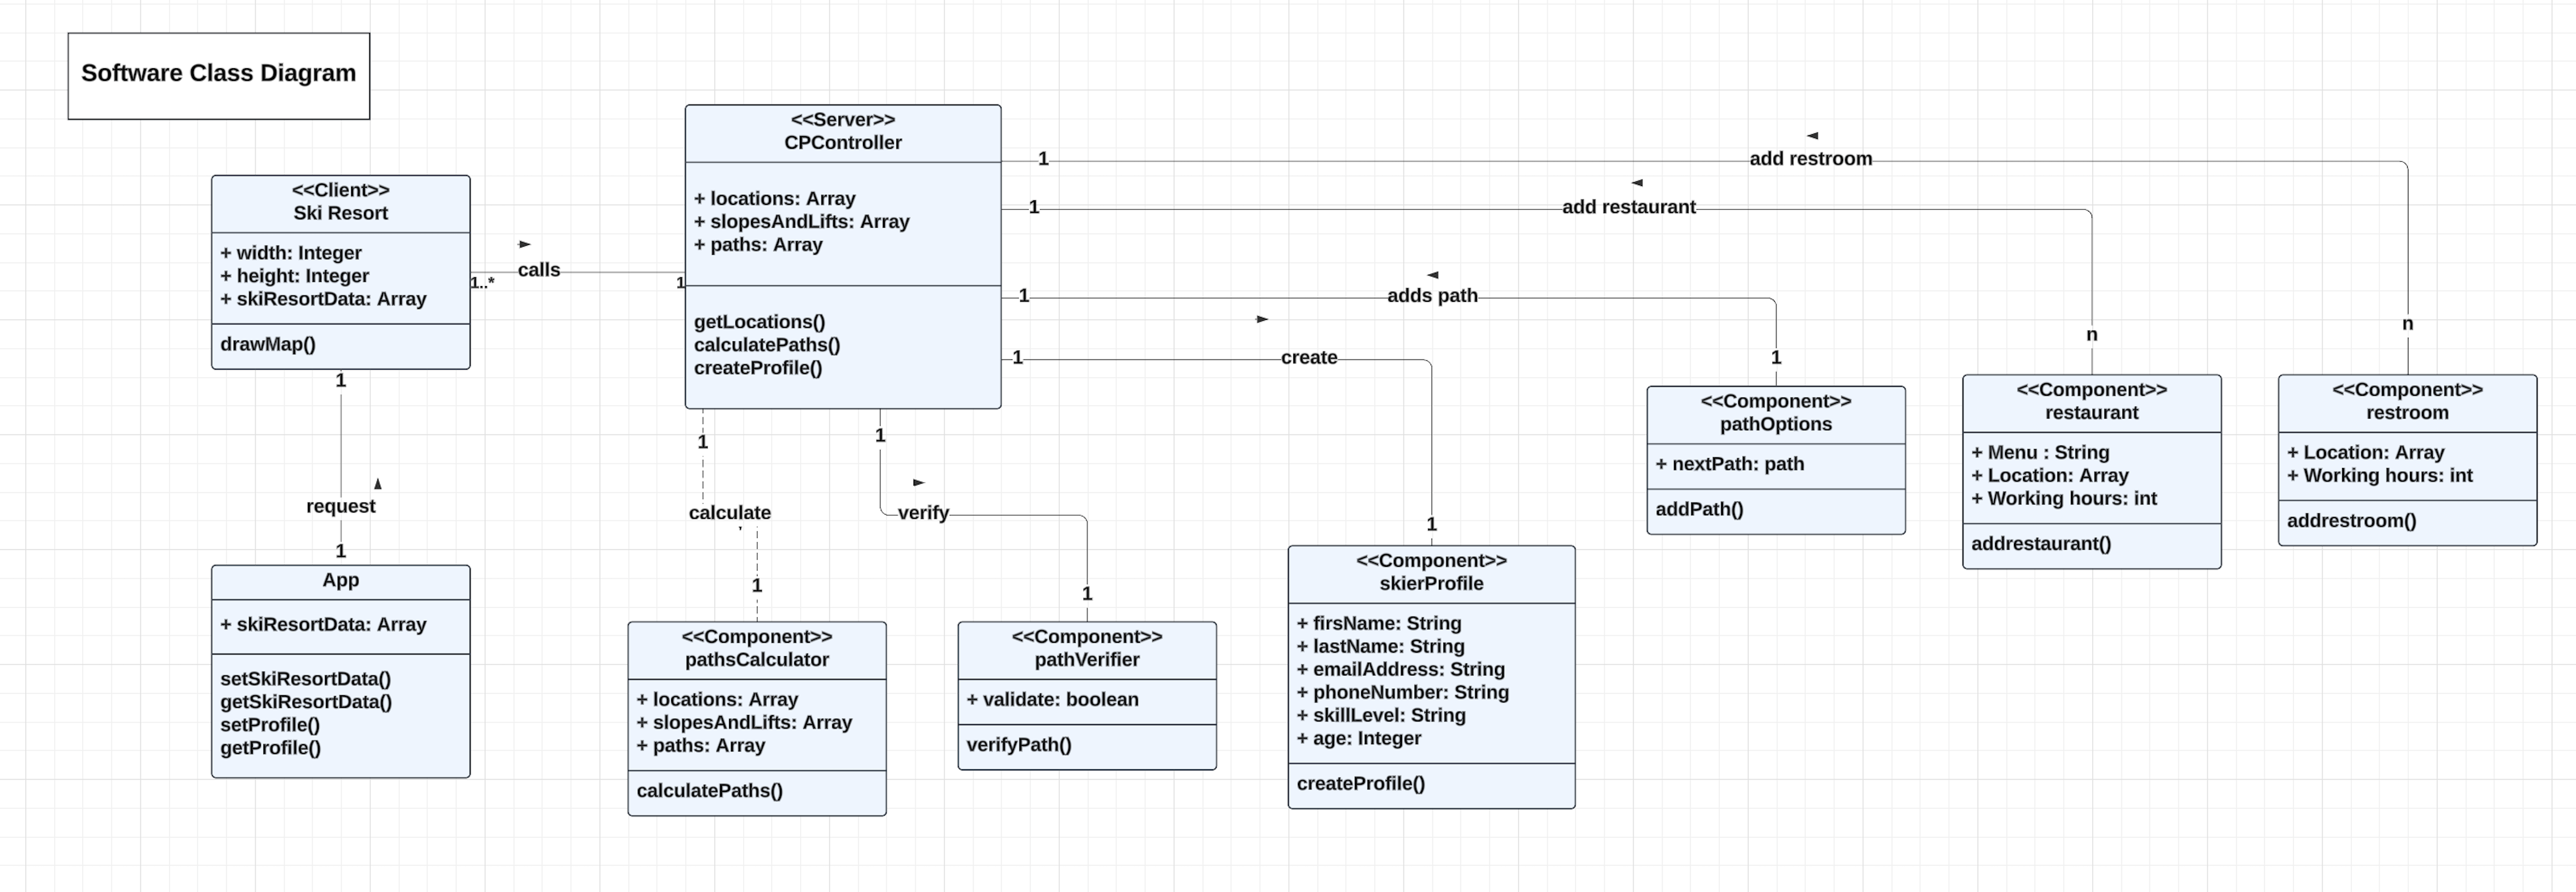 Software Class Diagram
<<Server>>
CPController
+ locations: Array
+ slopesAndLifts: Array
+ paths: Array
getLocations()
calculatePaths()
createProfile()
<<Client>>
Ski Resort
+ width: Integer
+ height: Integer
+ skiResortData: Array
drawMap()
1..*
calls
1
1
add restroom
n
1
add restaurant
n
1
adds path
1
1
create
1
1
request
1
1
calculate
1
1
verify
1
App
+ skiResortData: Array
setSkiResortData()
getSkiResortData()
setProfile()
getProfile()
<<Component>>
pathsCalculator
+ locations: Array
+ slopesAndLifts: Array
+ paths: Array
calculatePaths()
<<Component>>
pathVerifier
+ validate: boolean
verifyPath()
<<Component>>
skierProfile
+ firsName: String
+ lastName: String
+ emailAddress: String
+ phoneNumber: String
+ skillLevel: String
+ age: Integer
createProfile()
<<Component>>
pathOptions
+ nextPath: path
addPath()
<<Component>>
restaurant
+ Menu : String
+ Location: Array
+ Working hours: int
addrestaurant()
<<Component>>
restroom
+ Location: Array
+ Working hours: int
addrestroom()